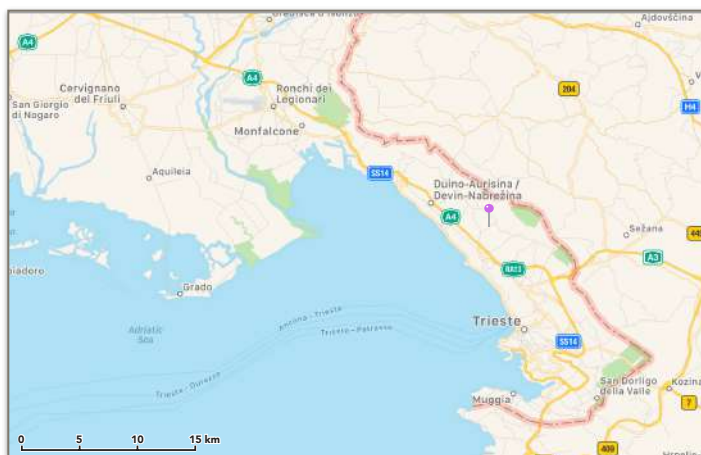 Ajdovščina
A4
204
A4
Cervignano
del Friuli
Ronchi dei
Legionari
San Giorgio
di Nogaro
H4
Monfalcone
Aquileia
SS14
Duino-Aurisina /
Devin-Nabrežina
A4
Sežana
A3
RA13
Grado
Ancona - Trieste
Trieste
Adriatic
Sea
SS14
Trieste - Durazzo
San Dorligo
della Valle
Kozina
Muggia
7
409
0 5 10 15 km